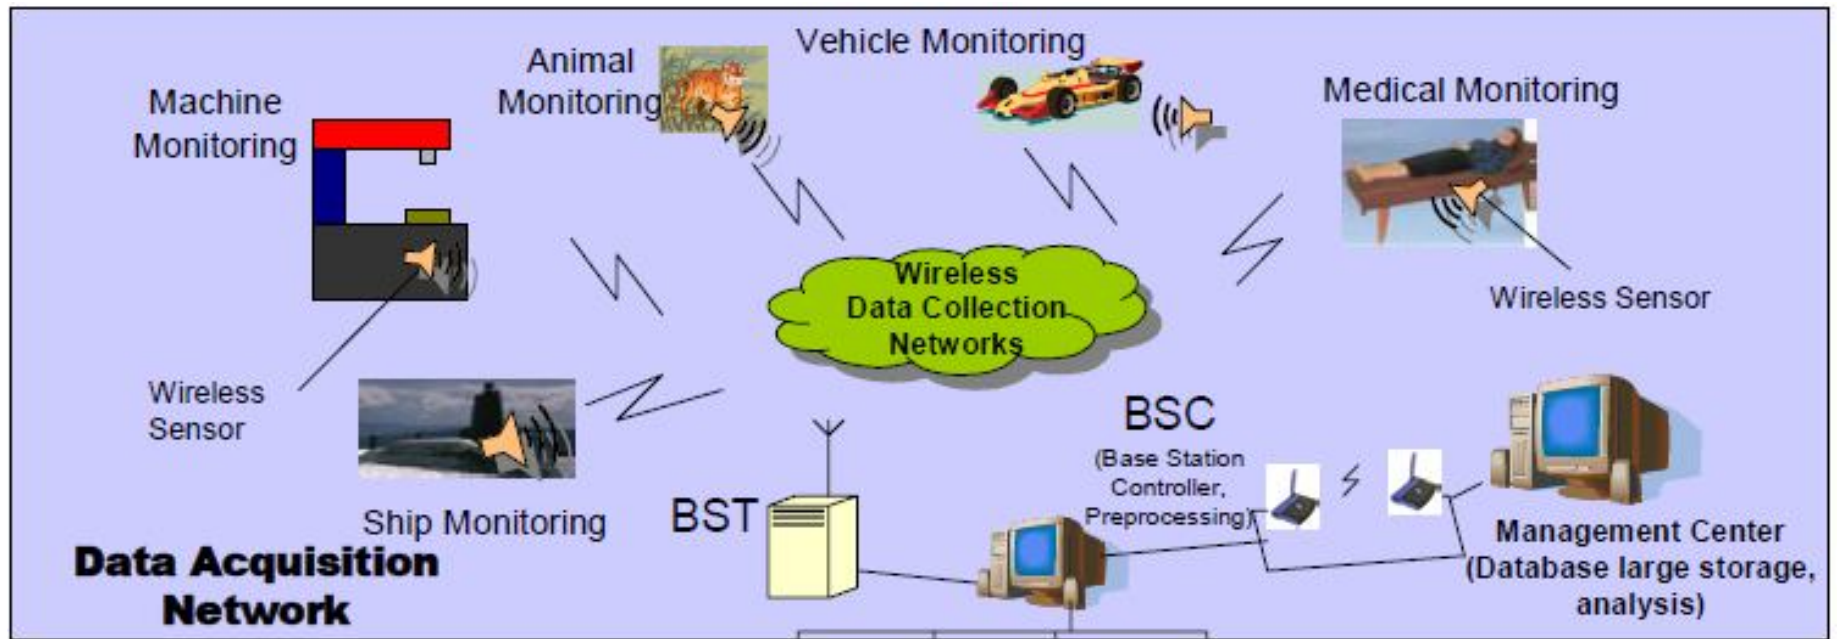 Vehicle Monitoring
Animal
Monitoring
Medical Monitoring
Machine
Monitoring
Wireless
Data Collection
Networks
Wireless Sensor
Wireless
Sensor
BSC
(Base Station
Controller,
Preprocessing)
BST
Ship Monitoring
Management Center
(Database large storage,
analysis)
Data Acquisition
Network